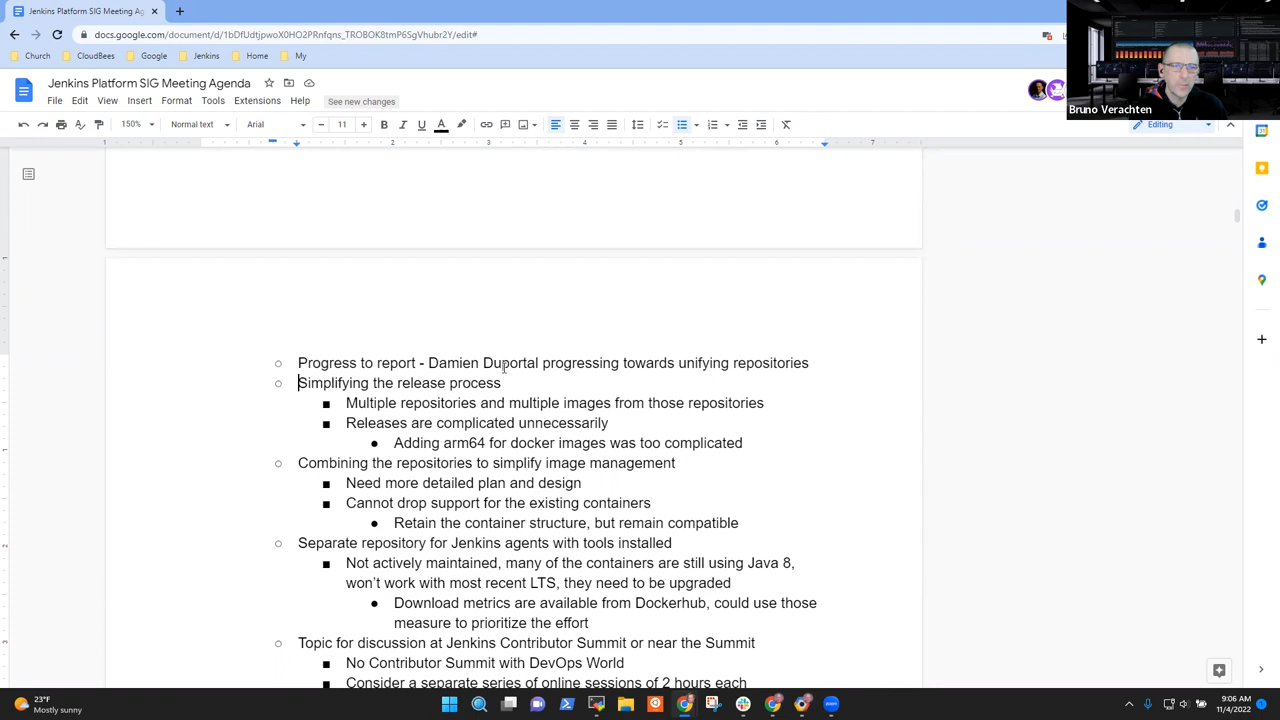 Jenkins Platform SIG Meeting Ag
docs.google.com/document/d/1bDfUdtjpwoX0HO2PRnfqns_TROBOK8tmP6Sg
Church
CloudBees
Google
Jenkins
Home
My
Jenkins Platform SIG Meeting Agenda
File Edit View Insert Format Tools Extensions Help See new changes
150% Normal text Arial B Editing
Bruno Verachten
2 4 5 6 7
Progress to report - Damien Duportal progressing towards unifying repositories
Simplifying the release process
Multiple repositories and multiple images from those repositories
Releases are complicated unnecessarily
Adding arm64 for docker images was too complicated
Combining the repositories to simplify image management
Need more detailed plan and design
Cannot drop support for the existing containers
Retain the container structure, but remain compatible
Separate repository for Jenkins agents with tools installed
Not actively maintained, many of the containers are still using Java 8,
won't work with most recent LTS, they need to be upgraded
Download metrics are available from Dockerhub, could use those
measure to prioritize the effort
Topic for discussion at Jenkins Contributor Summit or near the Summit
No Contributor Summit with DevOps World
Consider a separate series of online sessions of 2 hours each
23°F
Mostly sunny
9:06 AM
11/4/2022